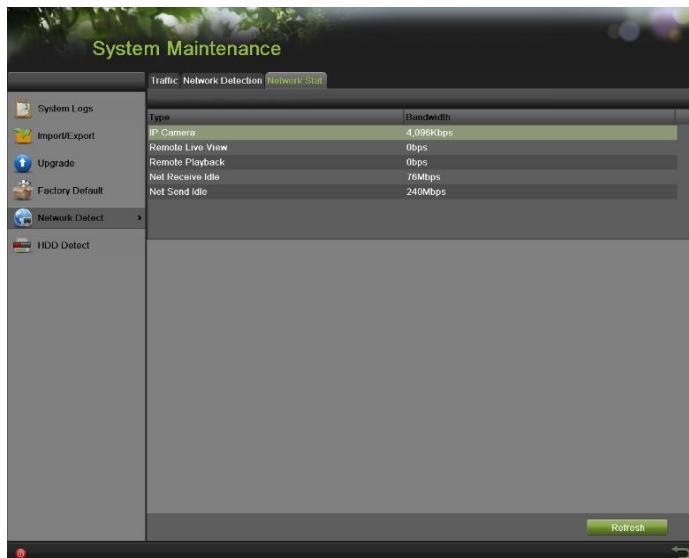 System Maintenance
Traffic Network Detection Network Stat
System Logs
Import/Export
Upgrade
Factory Default
Network Detect
HDD Detect
Type Bandwidth
IP Camera 4,096Kbps
Remote Live View 0bps
Remote Playback 0bps
Net Receive Idle 76Mbps
Net Send Idle 240Mbps
Refresh